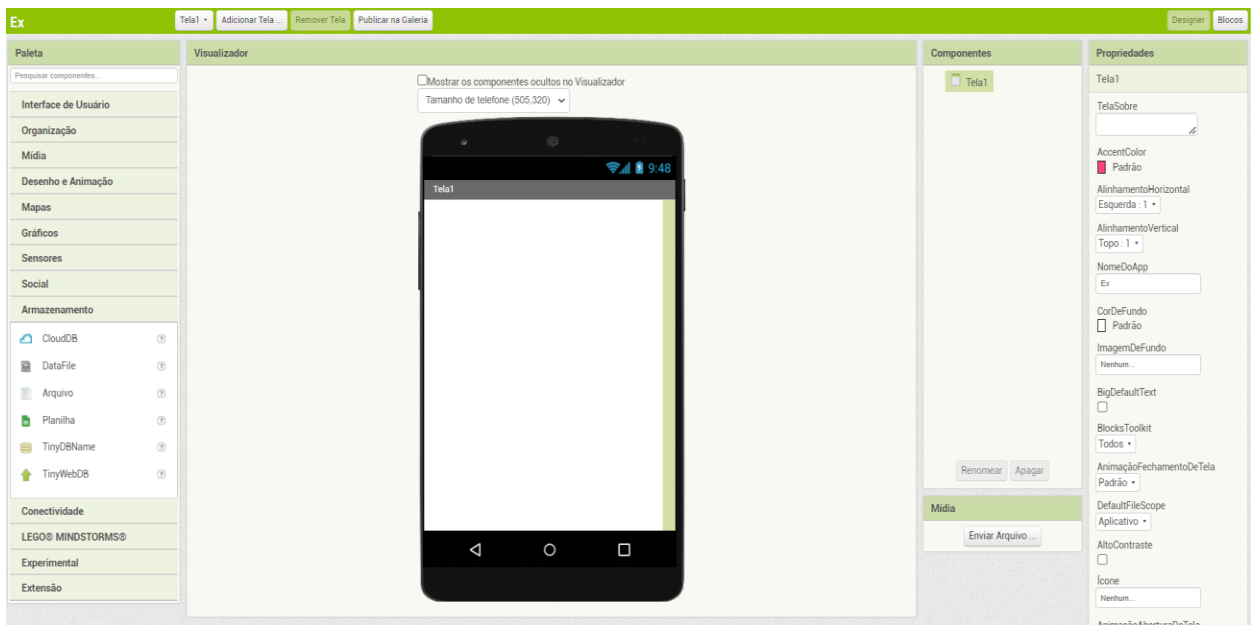 Ex
Tela1
Adicionar Tela ...
Remover Tela
Publicar na Galeria
Designer
Blocos
Paleta
Pesquisar componentes...
Interface de Usuário
Organização
Mídia
Desenho e Animação
Mapas
Gráficos
Sensores
Social
Armazenamento
CloudDB
DataFile
Arquivo
Planilha
TinyDBName
TinyWebDB
Conectividade
LEGO® MINDSTORMS®
Experimental
Extensão
Visualizador
Mostrar os componentes ocultos no Visualizador
Tamanho de telefone (505,320)
9:48
Tela1
Componentes
Tela1
Renomear
Apagar
Mídia
Enviar Arquivo ...
Propriedades
Tela1
TelaSobre
AccentColor
Padrão
AlinhamentoHorizontal
Esquerda : 1
AlinhamentoVertical
Topo : 1
NomeDoApp
Ex
CorDeFundo
Padrão
ImagemDeFundo
Nenhum...
BigDefaultText
BlocksToolkit
Todos
AnimaçãoFechamentoDeTela
Padrão
DefaultFileScope
Aplicativo
AltoContraste
Ícone
Nenhum...
AnimaçãoAberturaDeTela